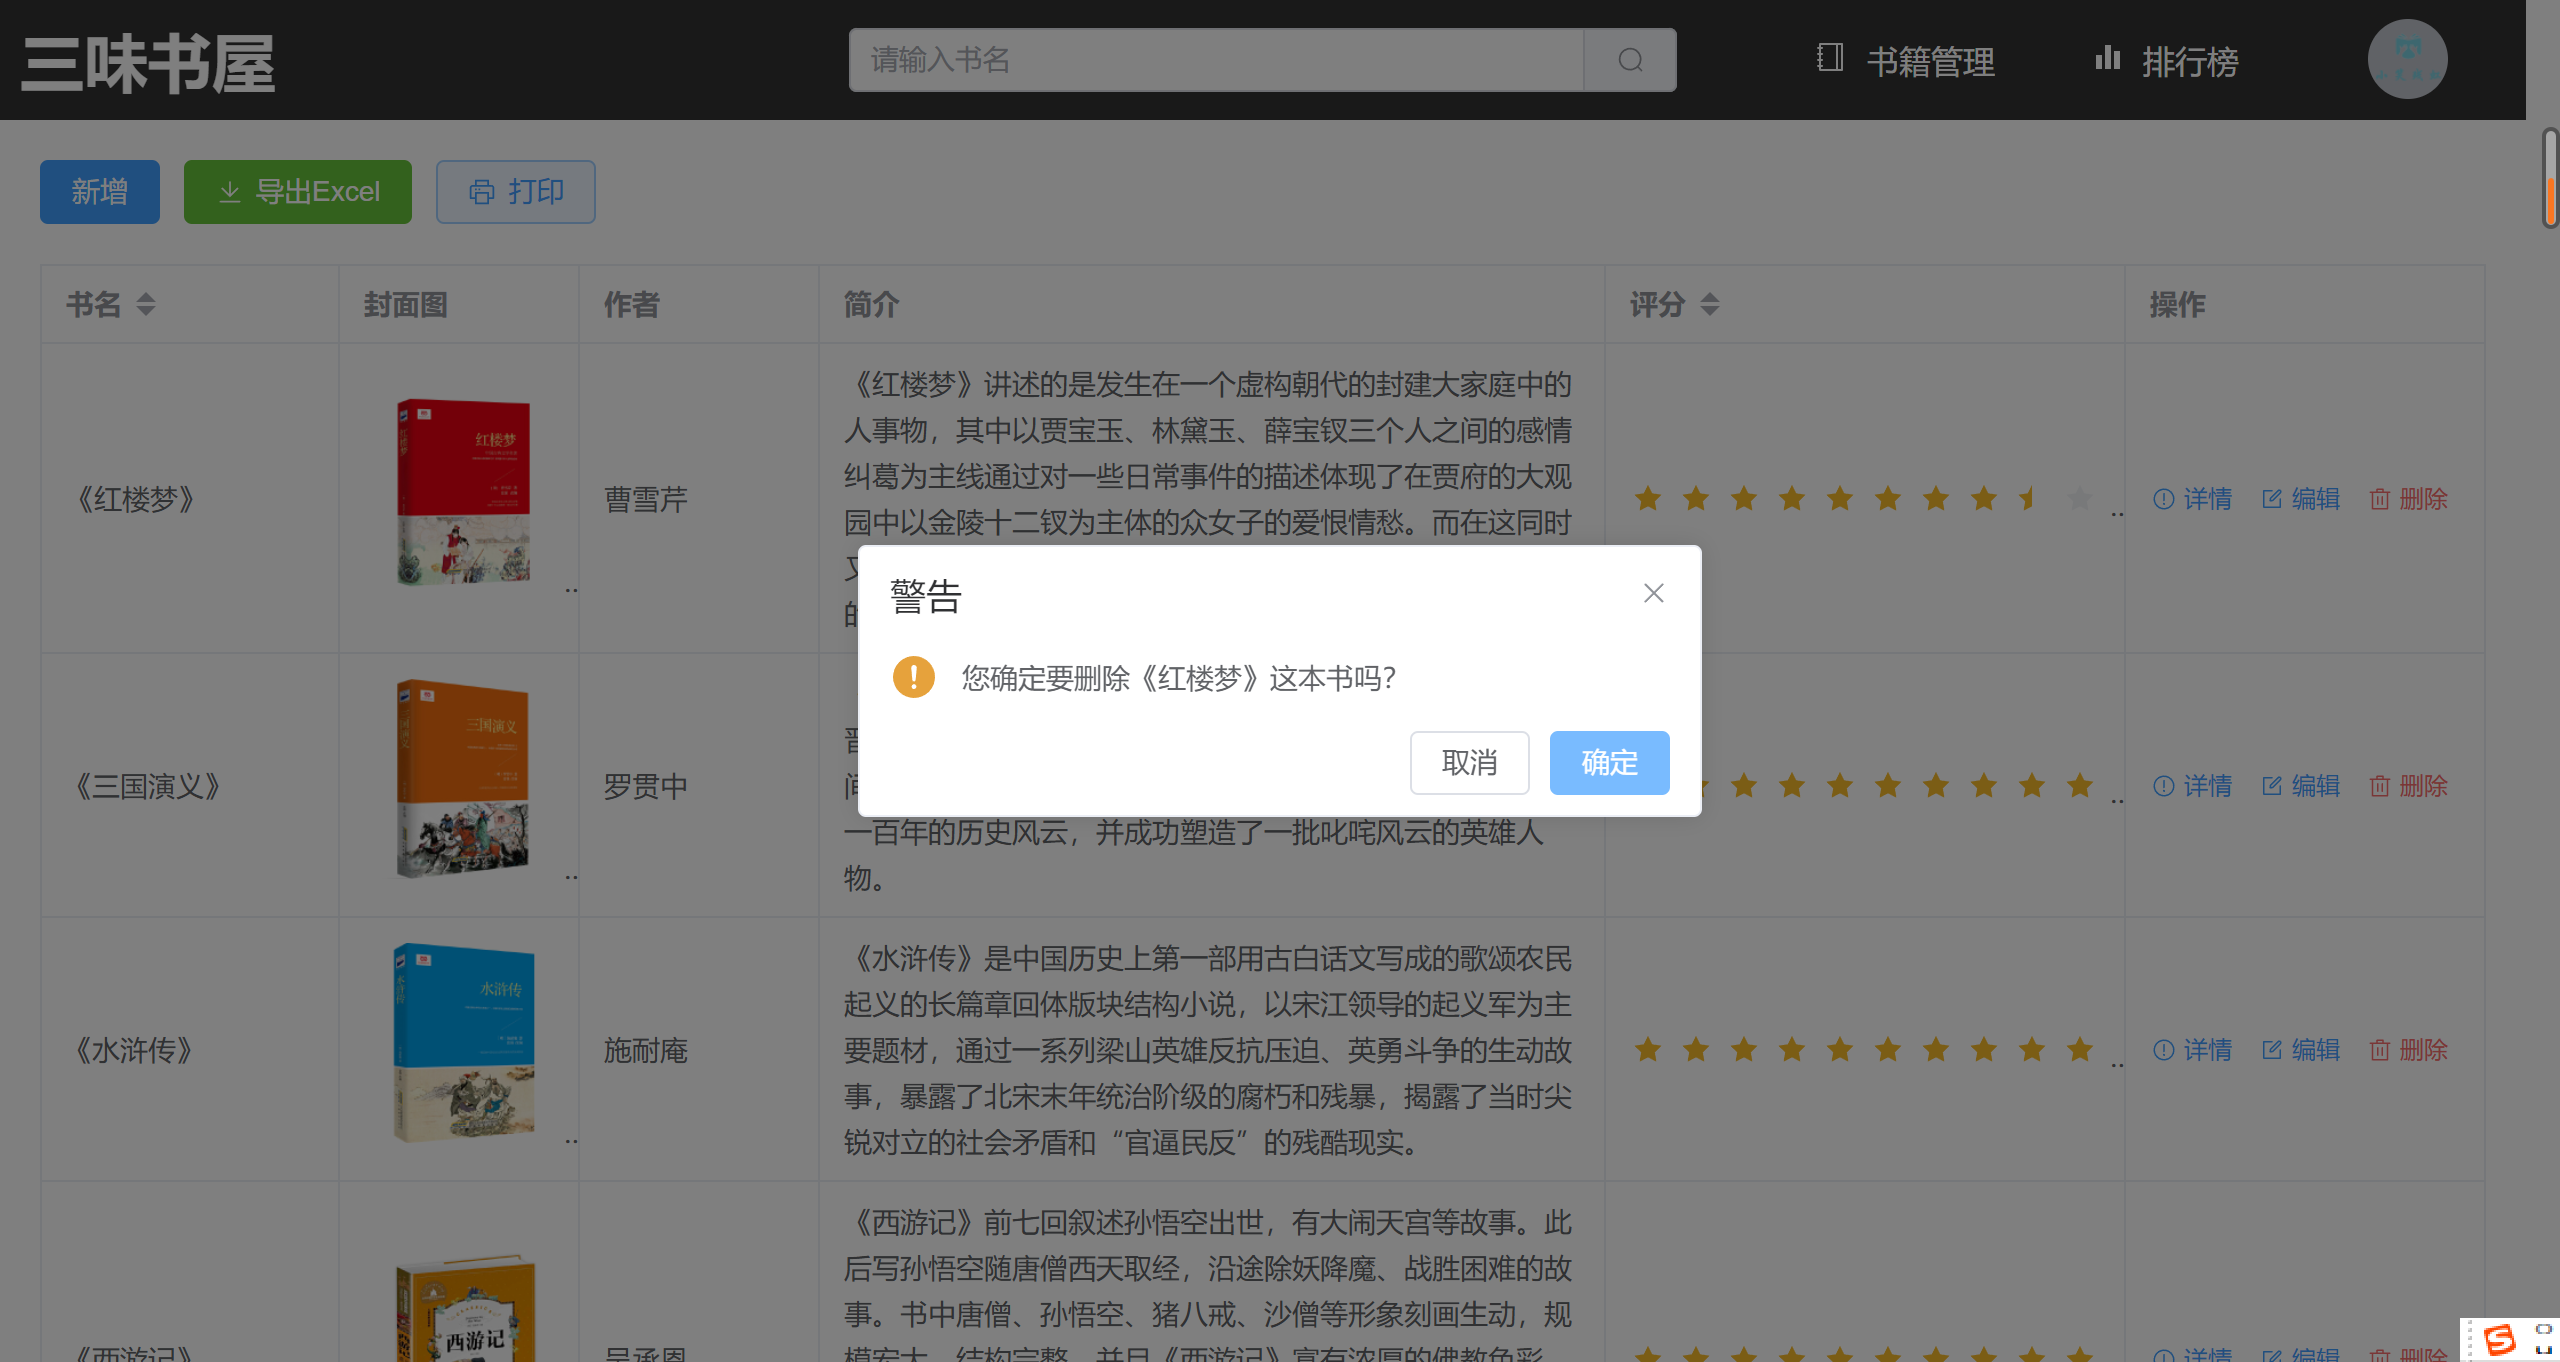 三味书屋
请输入书名
书籍管理
排行榜
新增
导出Excel
打印
书名
封面图
作者
简介
评分
操作
《红楼梦》
红楼梦
曹雪芹
《红楼梦》讲述的是发生在一个虚构朝代的封建大家庭中的
人事物，其中以贾宝玉、林黛玉、薛宝钗三个人之间的感情
纠葛为主线通过对一些日常事件的描述体现了在贾府的大观
园中以金陵十二钗为主体的众女子的爱恨情愁。而在这同时
..
..
详情
编辑
删除
警告
您确定要删除《红楼梦》这本书吗？
取消
确定
《三国演义》
三国演义
罗贯中
一百年的历史风云，并成功塑造了一批叱咤风云的英雄人
物。
..
..
详情
编辑
删除
《水浒传》
水浒传
施耐庵
《水浒传》是中国历史上第一部用古白话文写成的歌颂农民
起义的长篇章回体版块结构小说，以宋江领导的起义军为主
要题材，通过一系列梁山英雄反抗压迫、英勇斗争的生动故
事，暴露了北宋末年统治阶级的腐朽和残暴，揭露了当时尖
锐对立的社会矛盾和“官逼民反”的残酷现实。
..
..
详情
编辑
删除
《西游记》
西游记
吴承恩
《西游记》前七回叙述孙悟空出世，有大闹天宫等故事。此
后写孙悟空随唐僧西天取经，沿途除妖降魔、战胜困难的故
事。书中唐僧、孙悟空、猪八戒、沙僧等形象刻画生动，规
模宏大，结构完整，并且《西游记》富有浓厚的佛教色彩，
详情
编辑
删除